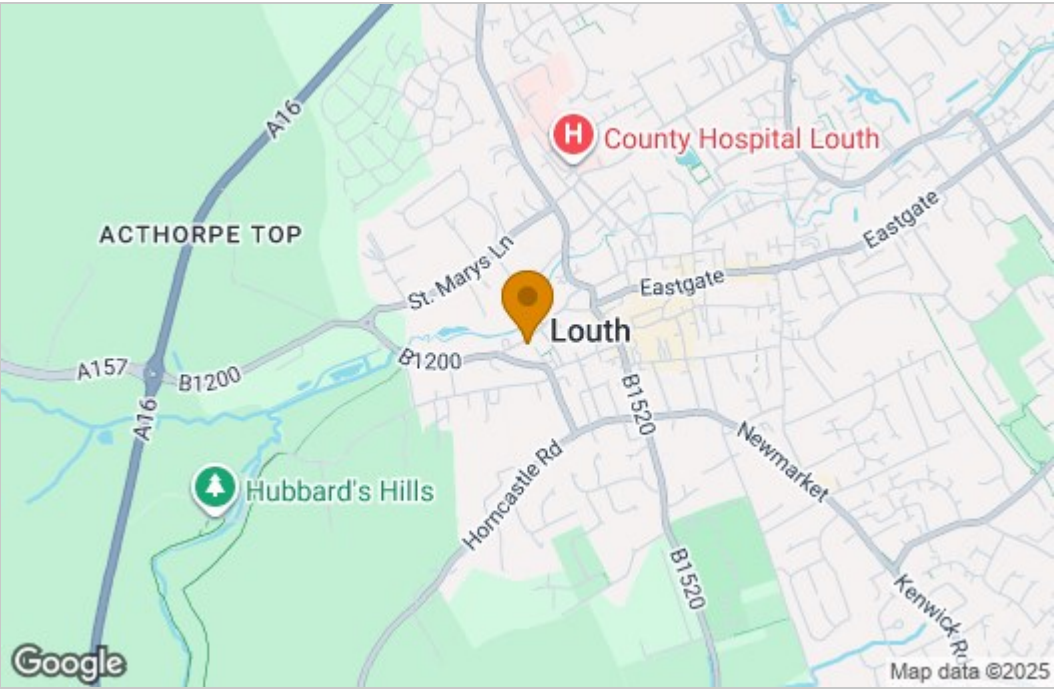 A16
H
County Hospital Louth
ACTHORPE TOP
St. Marys Ln
Eastgate
Eastgate
Louth
B1200
A157
B1200
A16
B1520
Newmarket
Horncastle Rd
Hubbard's Hills
B1520
Kenwick Rd
Google
Map data ©2025